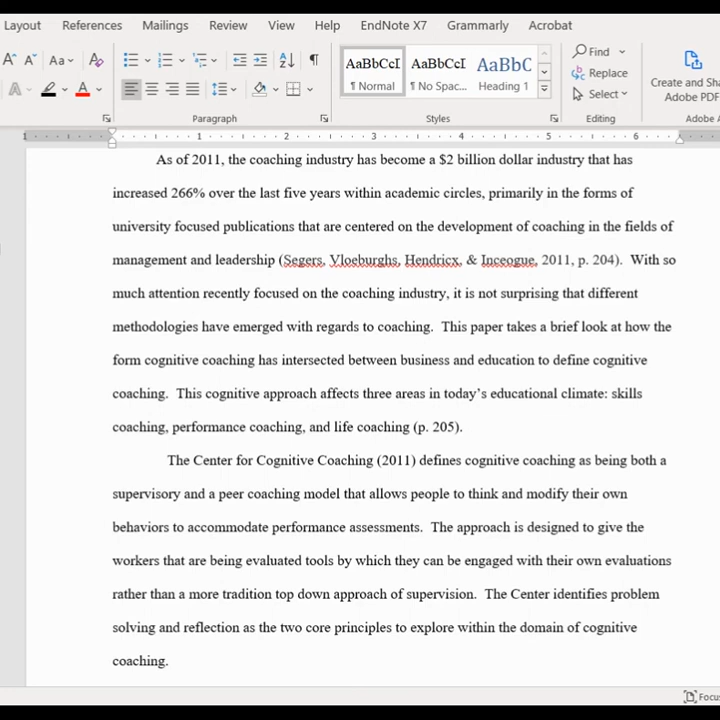 Layout References Mailings Review View Help EndNote X7 Grammarly Acrobat
A A Aa A ¶ AaBbCcI AaBbCcI AaBbC Find
Replace
A A ¶ Normal ¶ No Spac... Heading 1 Select
Create and Sha
Adobe PDF
Paragraph Styles Editing Adobe A
1 1 2 3 4 5 6
As of 2011, the coaching industry has become a $2 billion dollar industry that has
increased 266% over the last five years within academic circles, primarily in the forms of
university focused publications that are centered on the development of coaching in the fields of
management and leadership (Segers, Vloeburghs, Hendricx, & Inceogue, 2011, p. 204). With so
much attention recently focused on the coaching industry, it is not surprising that different
methodologies have emerged with regards to coaching. This paper takes a brief look at how the
form cognitive coaching has intersected between business and education to define cognitive
coaching. This cognitive approach affects three areas in today's educational climate: skills
coaching, performance coaching, and life coaching (p. 205).
The Center for Cognitive Coaching (2011) defines cognitive coaching as being both a
supervisory and a peer coaching model that allows people to think and modify their own
behaviors to accommodate performance assessments. The approach is designed to give the
workers that are being evaluated tools by which they can be engaged with their own evaluations
rather than a more tradition top down approach of supervision. The Center identifies problem
solving and reflection as the two core principles to explore within the domain of cognitive
coaching.
Focus